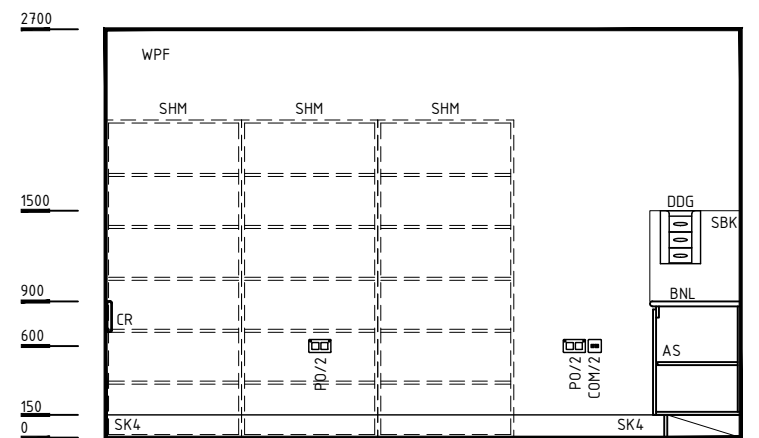 2700
WPF
SHM SHM SHM
1500
DDG
SBK
900
BNL
CR
600
AS
PO/2
PO/2
COM/2
150
SK4 SK4
0